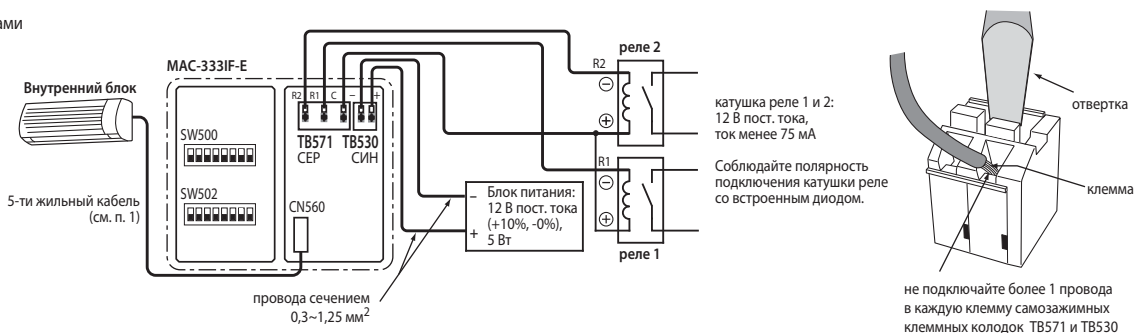 ами
Внутренний блок
5-ти жильный кабель
(см. п. 1)
MAC-333IF-E
SW500
SW502
R2 R1 C − +
TB571 TB530
СЕР СИН
CN560
провода сечением
0,3~1,25 мм²
−
+
Блок питания:
12 В пост. тока
(+10%, -0%),
5 Вт
реле 2
R2
−
+
R1
−
+
реле 1
катушка реле 1 и 2:
12 В пост. тока,
ток менее 75 мА
Соблюдайте полярность
подключения катушки реле
со встроенным диодом.
отвертка
клемма
не подключайте более 1 провода
в каждую клемму самозажимных
клеммных колодок TB571 и TB530